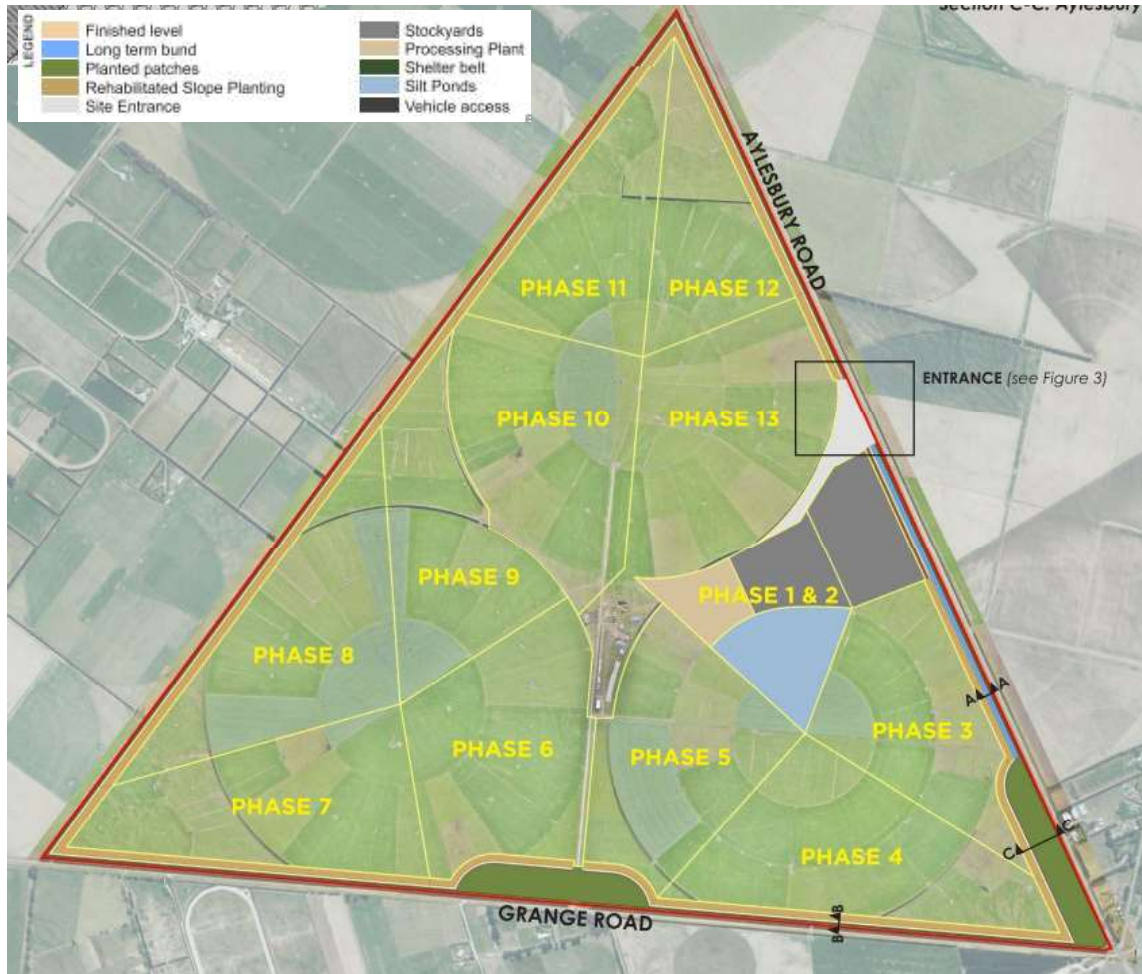 Section C-C: Aylesbury
LEGEND
Finished level
Long term bund
Planted patches
Rehabilitated Slope Planting
Site Entrance
Stockyards
Processing Plant
Shelter belt
Silt Ponds
Vehicle access
AYLESBURY ROAD
PHASE 11
PHASE 12
ENTRANCE (see Figure 3)
PHASE 10
PHASE 13
PHASE 9
PHASE 1 & 2
PHASE 8
A
A
PHASE 3
PHASE 6
PHASE 5
PHASE 7
C
C
PHASE 4
B
B
GRANGE ROAD